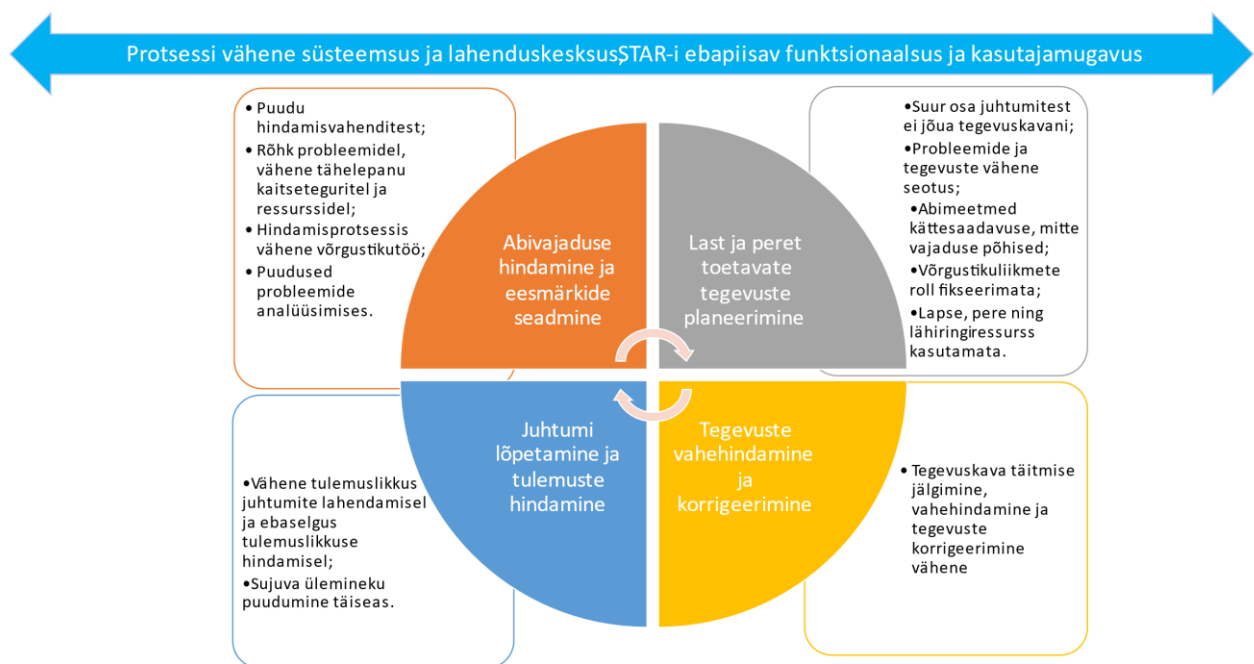 Protsessi vähene süsteemsus ja lahenduskesksus,STAR-i ebapiisav funktsionaalsus ja kasutajamugavus
• Puudu
hindamisvahenditest;
• Rõhk probleemidel,
vähene tähelepanu
kaitseteguritel ja
ressurssidel;
• Hindamisprotsessis
vähene võrgustikutöö;
• Puudused
probleemide
analüüsimises.
•Suur osa juhtumitest
ei jõua tegevuskavani;
•Probleemide ja
tegevuste vähene
seotus;
•Abimeetmed
kättesaadavuse, mitte
vajaduse põhised;
•Võrgustikuliikmete
roll fikseerimata;
•Lapse, pere ning
lähiringiressurss
kasutamata.
Abivajaduse
hindamine ja
eesmärkide
seadmine
Last ja peret
toetavate
tegevuste
planeerimine
Juhtumi
lõpetamine ja
tulemuste
hindamine
Tegevuste
vahehindamine
ja
korrigeerimine
•Vähene tulemuslikkus
juhtumite lahendamisel
ja ebaselgus
tulemuslikkuse
hindamisel;
•Sujuva ülemineku
puudumine täiseas.
• Tegevuskava täitmise
jälgimine,
vahehindamine ja
tegevuste
korrigeerimine
vähene